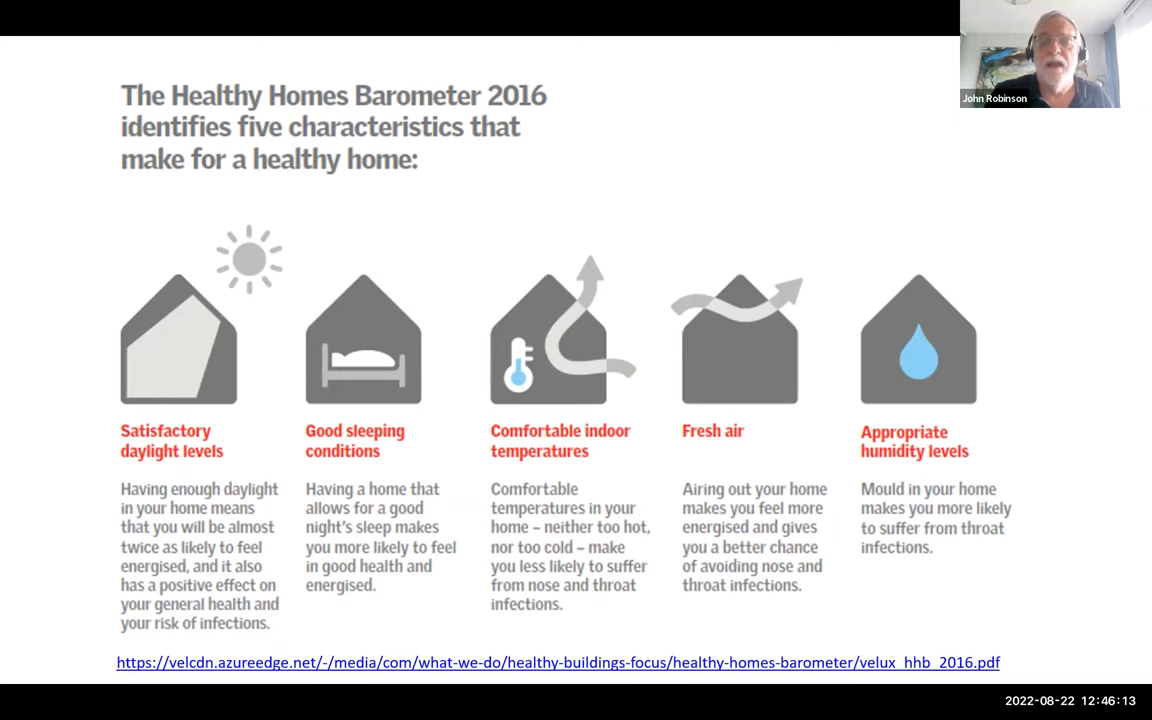 John Robinson
The Healthy Homes Barometer 2016
identifies five characteristics that
make for a healthy home:
Satisfactory
daylight levels
Having enough daylight
in your home means
that you will be almost
twice as likely to feel
energised, and it also
has a positive effect on
your general health and
your risk of infections.
Good sleeping
conditions
Having a home that
allows for a good
night's sleep makes
you more likely to feel
in good health and
energised.
Comfortable indoor
temperatures
Comfortable
temperatures in your
home – neither too hot,
nor too cold – make
you less likely to suffer
from nose and throat
infections.
Fresh air
Airing out your home
makes you feel more
energised and gives
you a better chance
of avoiding nose and
throat infections.
Appropriate
humidity levels
Mould in your home
makes you more likely
to suffer from throat
infections.
https://velcdn.azureedge.net/-/media/com/what-we-do/healthy-buildings-focus/healthy-homes-barometer/velux_hhb_2016.pdf
2022-08-22 12:46:13